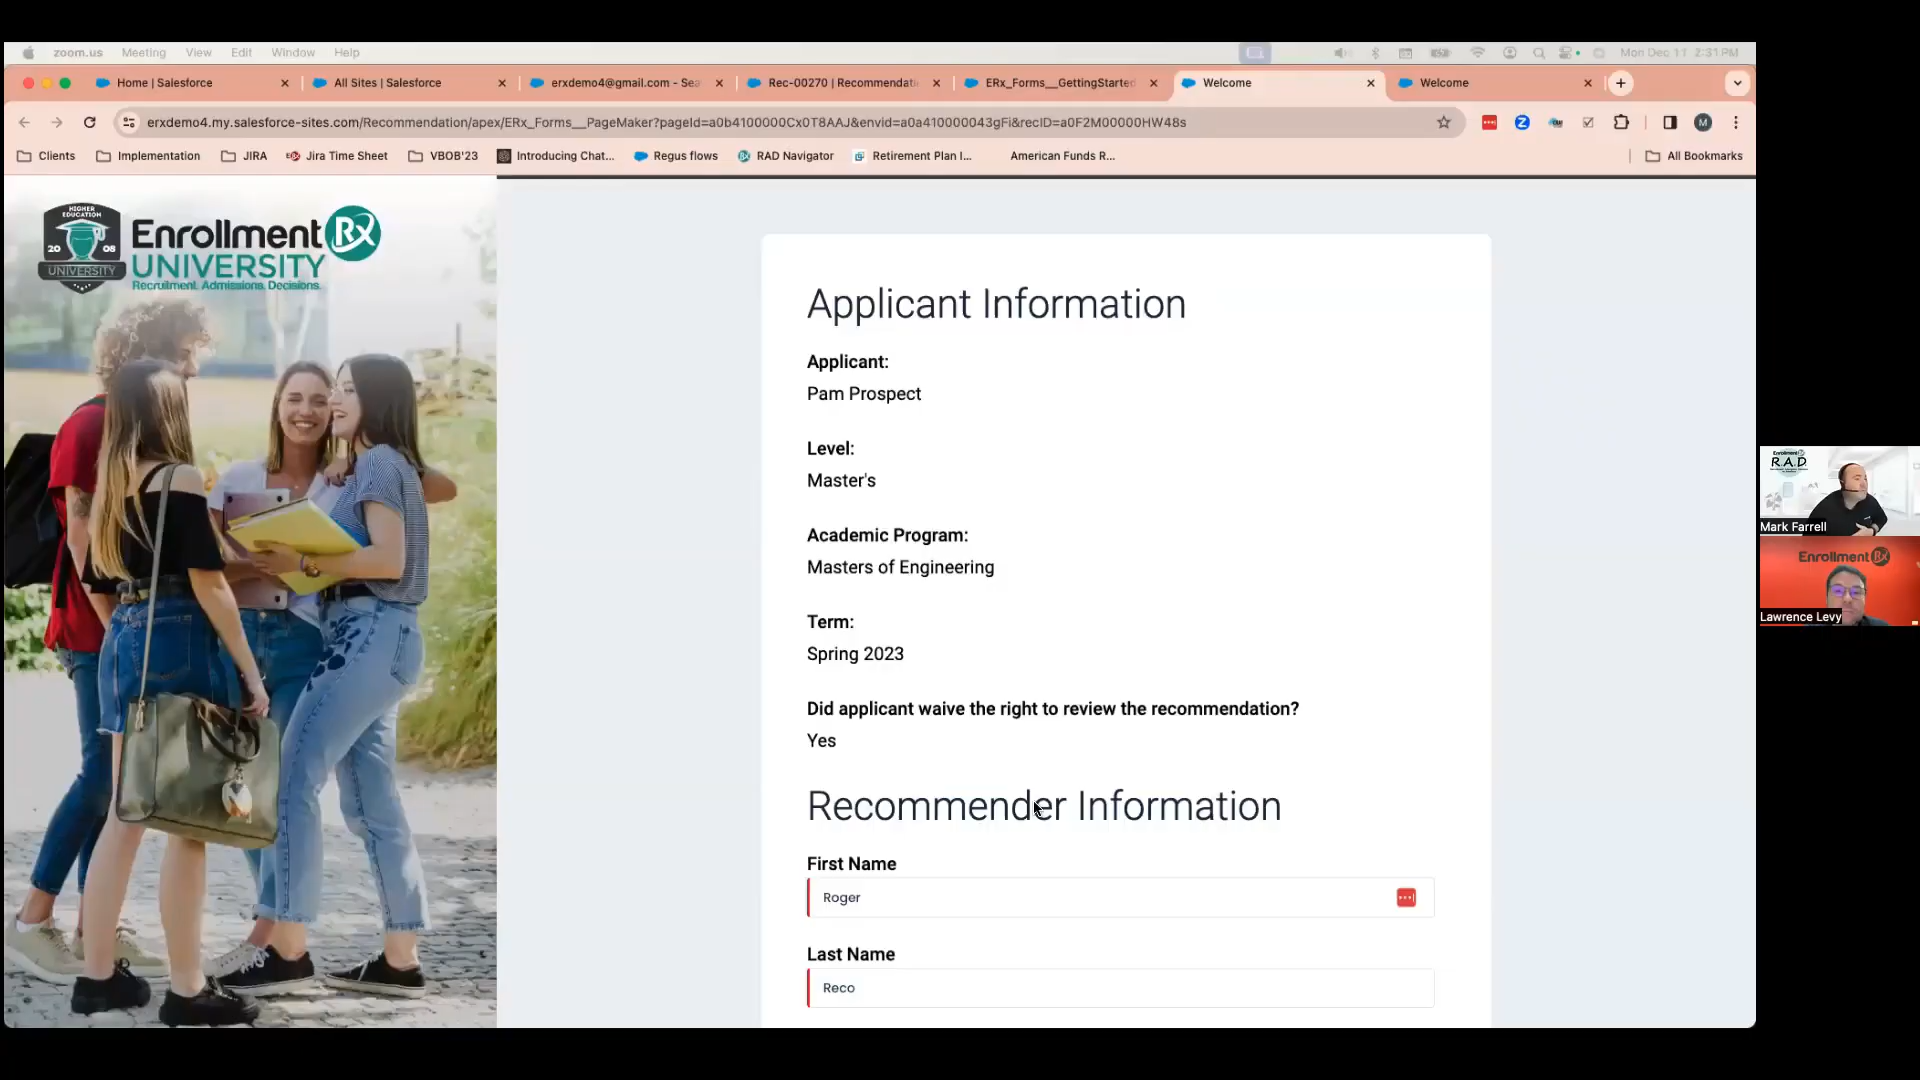 zoom.us Meeting View Edit Window Help
Mon Dec 11 2:31 PM
Home | Salesforce
All Sites | Salesforce
erxdemo4@gmail.com - Sea
Rec-00270 | Recommendati
ERx_Forms__GettingStarted
Welcome
Welcome
erxdemo4.my.salesforce-sites.com/Recommendation/apex/ERx_Forms__PageMaker?pageId=a0b4100000Cx0T8AAJ&envid=a0a410000043gFi&recID=a0F2M00000HW48s
M
Clients
Implementation
JIRA
Jira Time Sheet
VBOB'23
Introducing Chat...
Regus flows
RAD Navigator
Retirement Plan I...
American Funds R...
All Bookmarks
HIGHER
EDUCATION
20 08
UNIVERSITY
Enrollment Rx
UNIVERSITY
Recruitment. Admissions. Decisions.
Applicant Information
Applicant:
Pam Prospect
Level:
Master's
Academic Program:
Masters of Engineering
Term:
Spring 2023
Did applicant waive the right to review the recommendation?
Yes
Recommender Information
First Name
Roger
Last Name
Reco
Enrollment
R.A.D
Mark Farrell
Enrollment Rx
Lawrence Levy